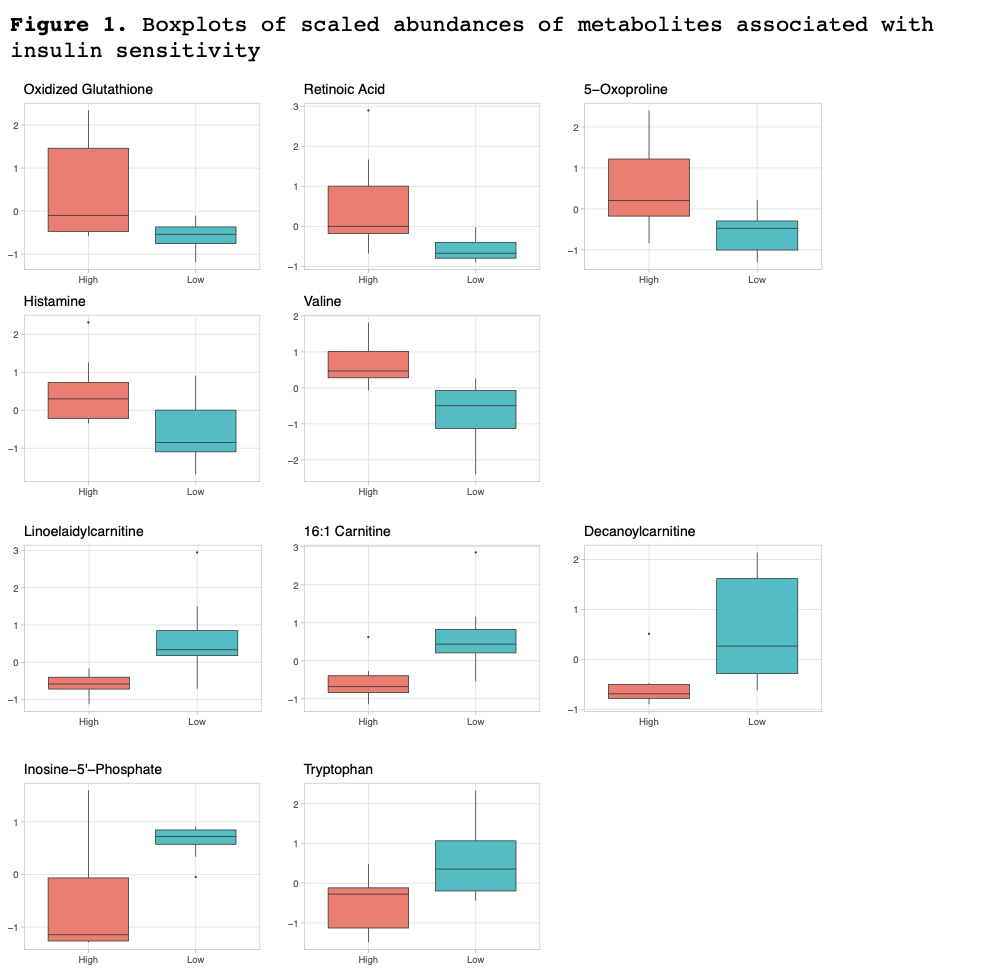 Figure 1. Boxplots of scaled abundances of metabolites associated with
insulin sensitivity
Oxidized Glutathione
2
1
0
−1
High Low
Retinoic Acid
3
2
1
0
−1
High Low
5−Oxoproline
2
1
0
−1
High Low
Histamine
2
1
0
−1
High Low
Valine
2
1
0
−1
−2
High Low
Linoelaidylcarnitine
3
2
1
0
−1
High Low
16:1 Carnitine
3
2
1
0
−1
High Low
Decanoylcarnitine
2
1
0
−1
High Low
Inosine−5'−Phosphate
1
0
−1
High Low
Tryptophan
2
1
0
−1
High Low